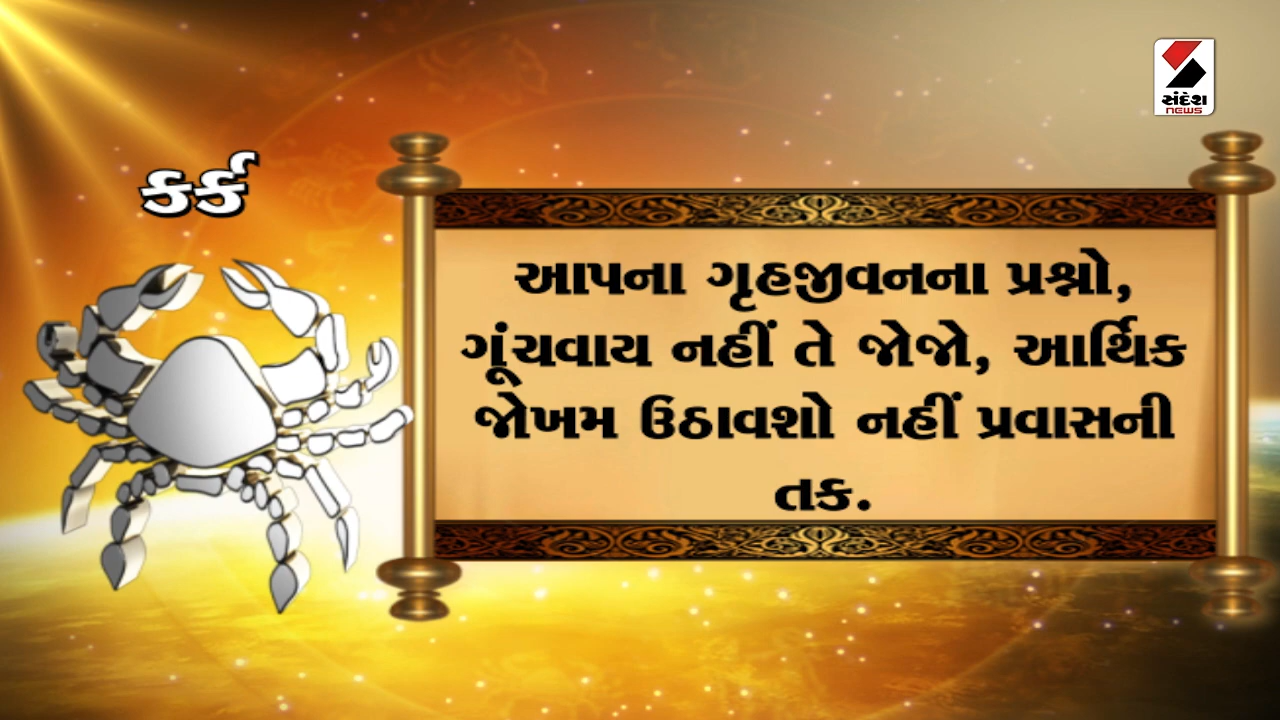 સંદેશ
NEWS
કર્ક
આપના ગૃહજીવનના પ્રશ્નો,
ગૂંચવાય નહીં તે જોજો, આર્થિક
જોખમ ઉઠાવશો નહીં પ્રવાસની
તક.